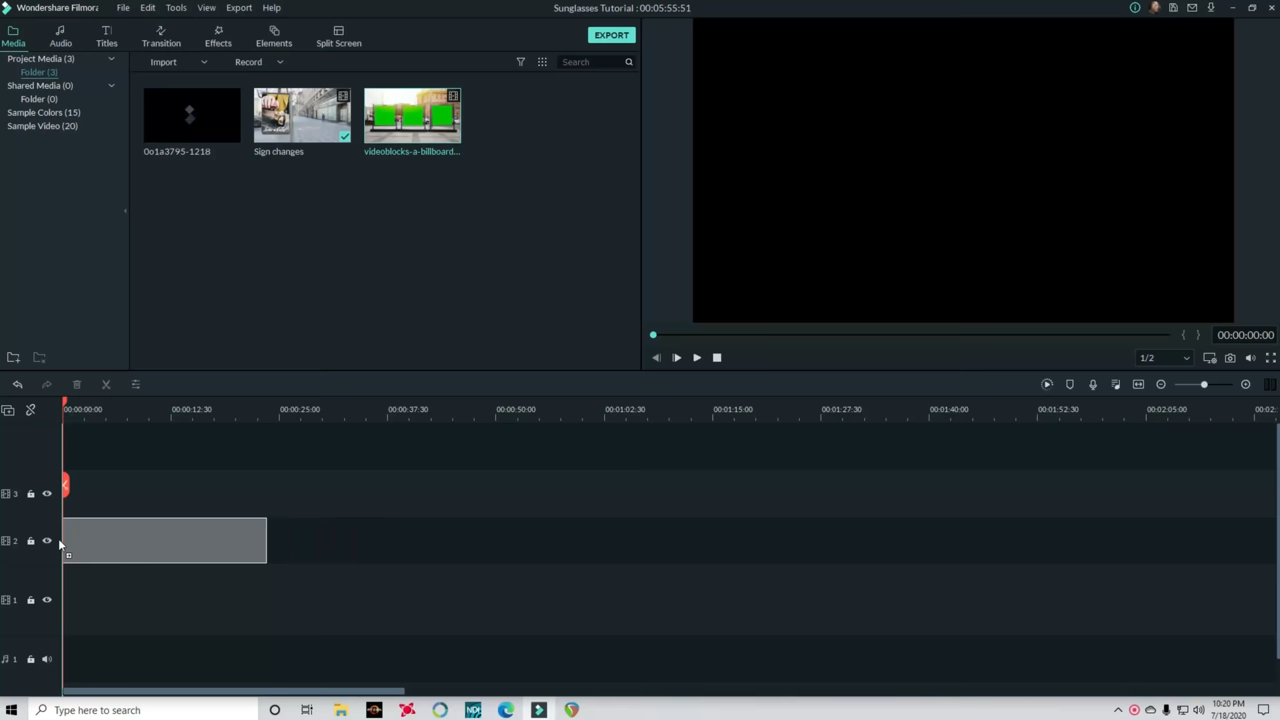 Wondershare Filmora File Edit Tools View Export Help Sunglasses Tutorial : 00:05:55:51
Media Audio Titles Transition Effects Elements Split Screen EXPORT
Project Media (3)
Folder (3)
Shared Media (0)
Folder (0)
Sample Colors (15)
Sample Video (20)
Import Record Search
0o1a3795-1218 Sign changes videoblocks-a-billboard...
00:00:00:00
1/2
00:00:00:00 00:00:12:30 00:00:25:00 00:00:37:30 00:00:50:00 00:01:02:30 00:01:15:00 00:01:27:30 00:01:40:00 00:01:52:30 00:02:05:00 00:02:
3
2
1
1
Type here to search
10:20 PM
7/18/2020